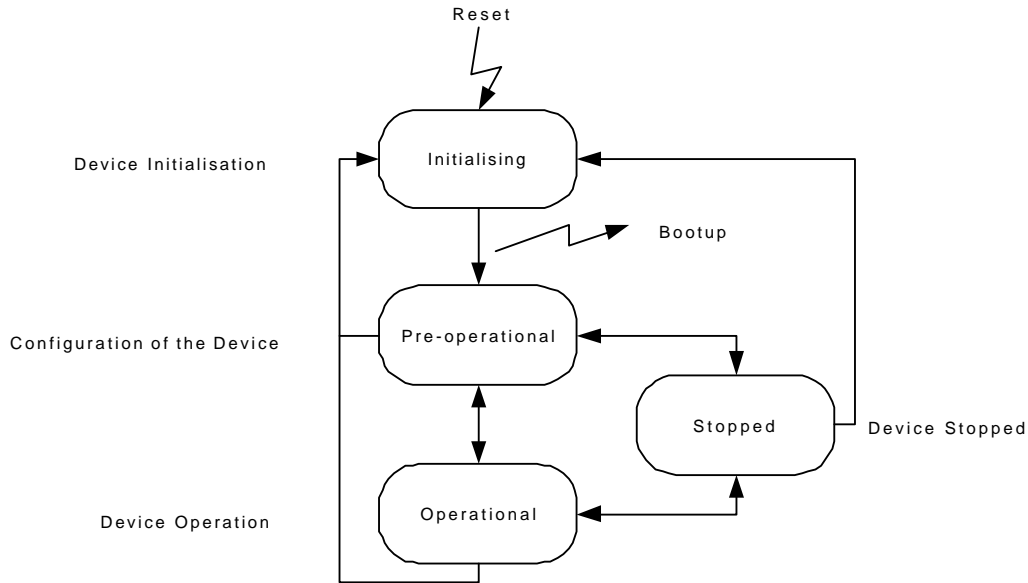 Reset
Initialising
Device Initialisation
Bootup
Pre-operational
Configuration of the Device
Stopped
Device Stopped
Operational
Device Operation